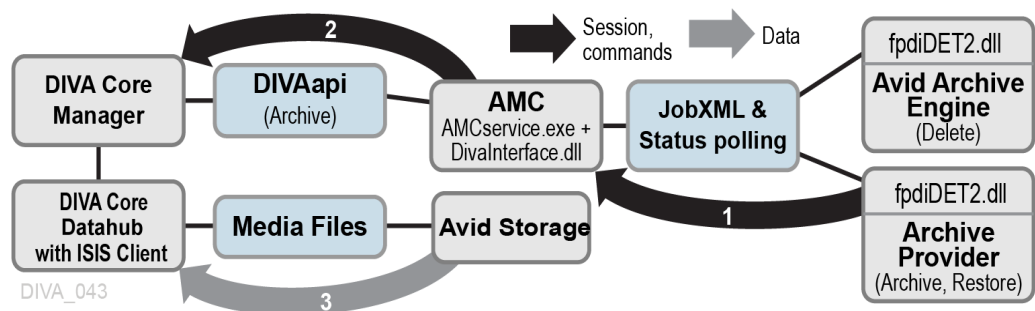 2
Session,
commands
Data
DIVA Core
Manager
DIVAapi
(Archive)
AMC
AMCservice.exe +
DivaInterface.dll
JobXML &
Status polling
fpdiDET2.dll
Avid Archive
Engine
(Delete)
DIVA Core
Datahub
with ISIS Client
Media Files
Avid Storage
1
fpdiDET2.dll
Archive
Provider
(Archive, Restore)
3
DIVA_043